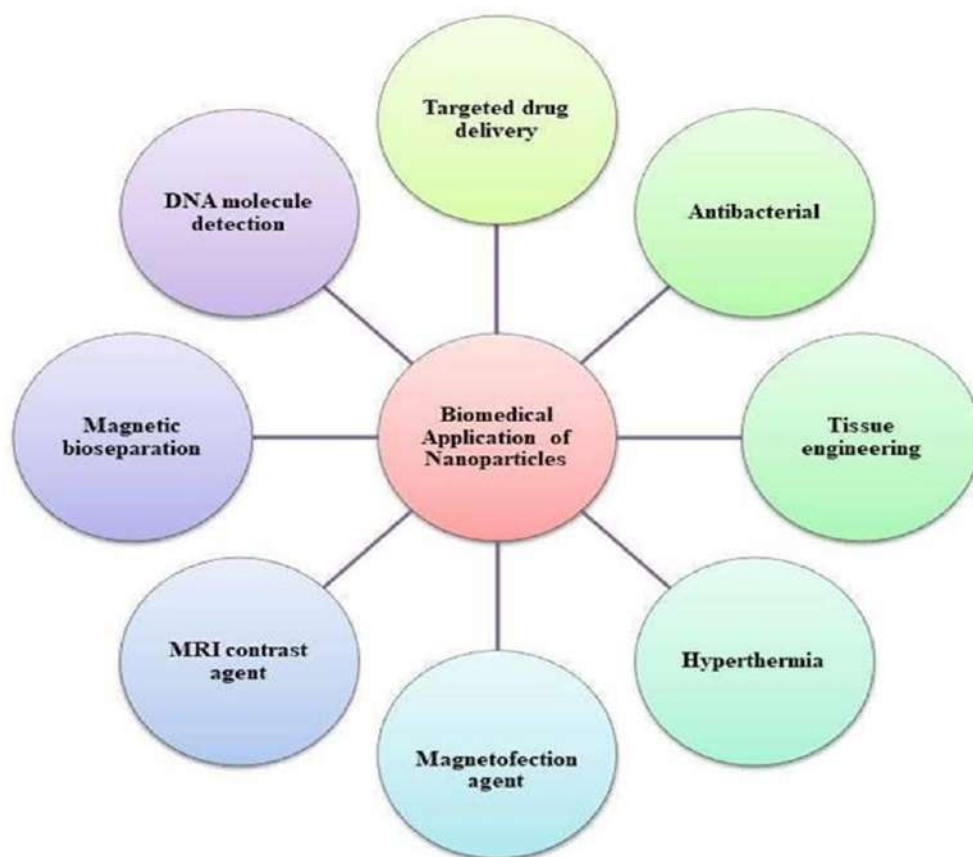 Targeted drug
delivery
DNA molecule
detection
Antibacterial
Magnetic
bioseparation
Biomedical
Application of
Nanoparticles
Tissue
engineering
MRI contrast
agent
Hyperthermia
Magnetofection
agent